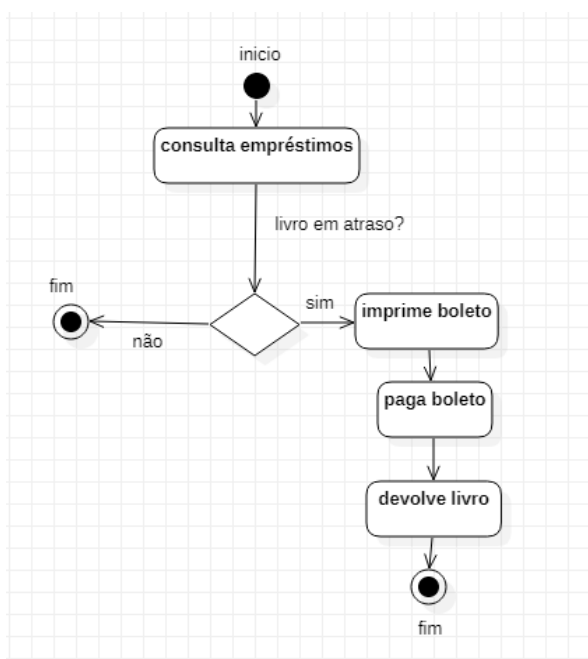 inicio
consulta empréstimos
livro em atraso?
fim
sim
imprime boleto
não
paga boleto
devolve livro
fim